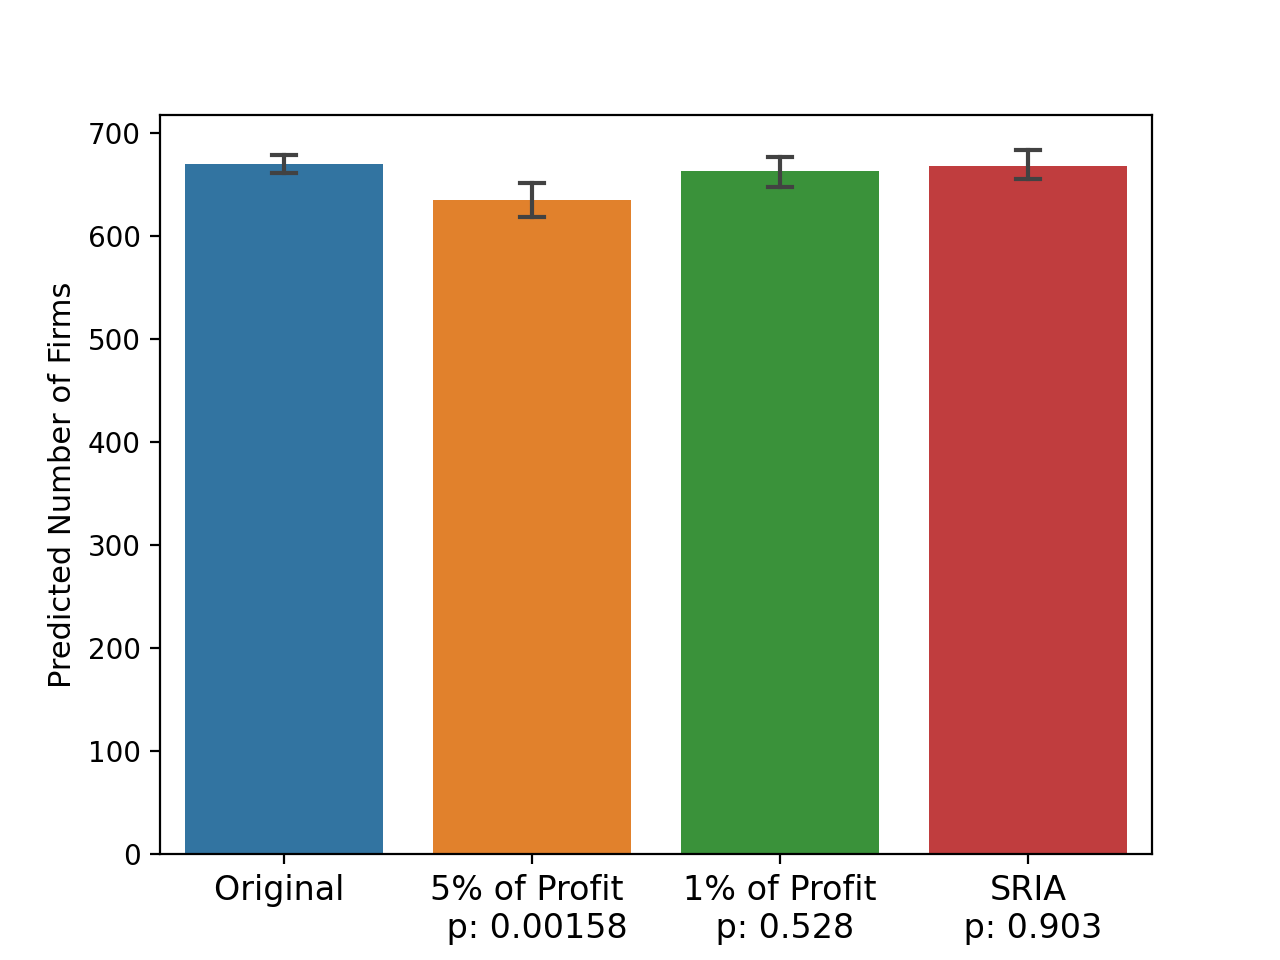 Predicted Number of Firms
700
600
500
400
300
200
100
0
Original
5% of Profit
p: 0.00158
1% of Profit
p: 0.528
SRIA
p: 0.903